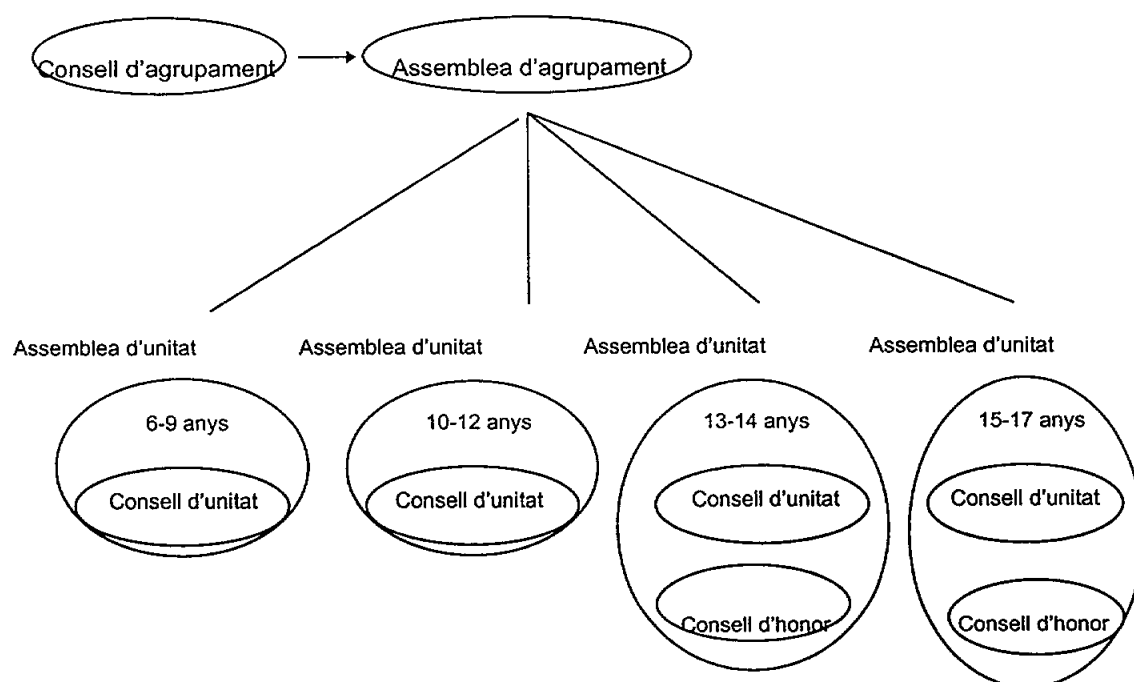 Consell d'agrupament
Assemblea d'agrupament
Assemblea d'unitat
Assemblea d'unitat
Assemblea d'unitat
Assemblea d'unitat
6-9 anys
10-12 anys
13-14 anys
15-17 anys
Consell d'unitat
Consell d'unitat
Consell d'unitat
Consell d'unitat
Consell d'honor
Consell d'honor